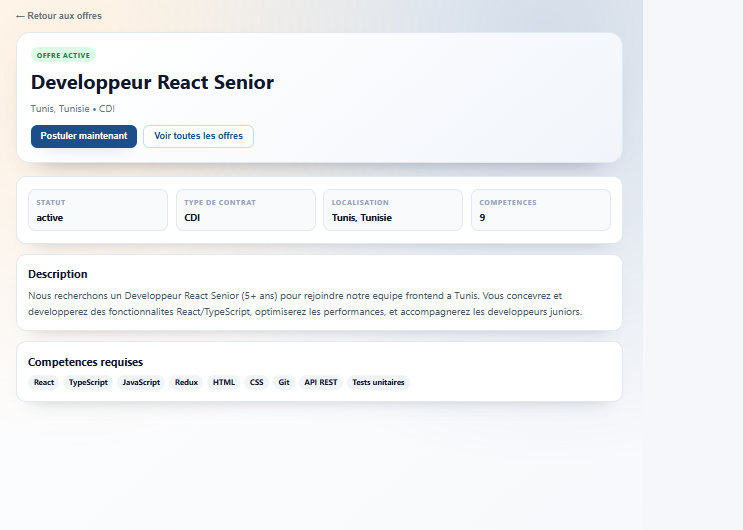 ← Retour aux offres
OFFRE ACTIVE
Developpeur React Senior
Tunis, Tunisie • CDI
Postuler maintenant
Voir toutes les offres
STATUT
active
TYPE DE CONTRAT
CDI
LOCALISATION
Tunis, Tunisie
COMPETENCES
9
Description
Nous recherchons un Developpeur React Senior (5+ ans) pour rejoindre notre equipe frontend a Tunis. Vous concevrez et
developperez des fonctionnalites React/TypeScript, optimiserez les performances, et accompagnerez les developpeurs juniors.
Competences requises
React TypeScript JavaScript Redux HTML CSS Git API REST Tests unitaires